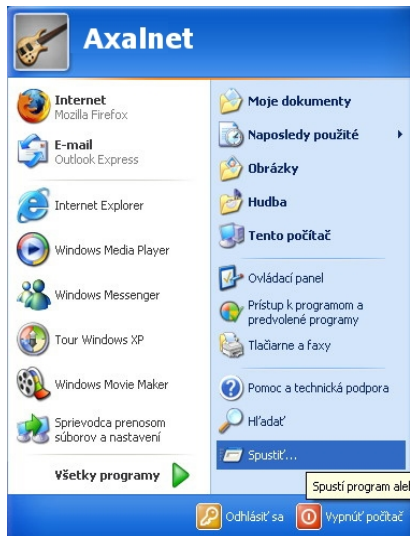 Axalnet
Internet
Mozilla Firefox
E-mail
Outlook Express
Internet Explorer
Windows Media Player
Windows Messenger
Tour Windows XP
Windows Movie Maker
Sprievodca prenosom
súborov a nastavení
Všetky programy
Moje dokumenty
Naposledy použité
Obrázky
Hudba
Tento počítač
Ovládací panel
Prístup k programom a
predvolené programy
Tlačiarne a faxy
Pomoc a technická podpora
Hľadať
Spustiť...
Spustí program ale
Odhlásiť sa
Vypnúť počítač